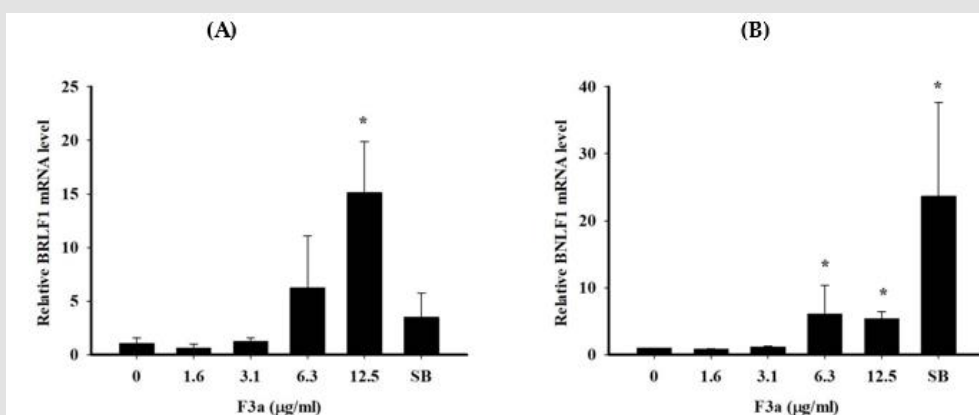 (A)
Relative BRLF1 mRNA level
25
20
15
10
5
0
*
0 1.6 3.1 6.3 12.5 SB
F3a (µg/ml)
(B)
Relative BNLF1 mRNA level
40
30
20
10
0
*
*
*
0 1.6 3.1 6.3 12.5 SB
F3a (µg/ml)